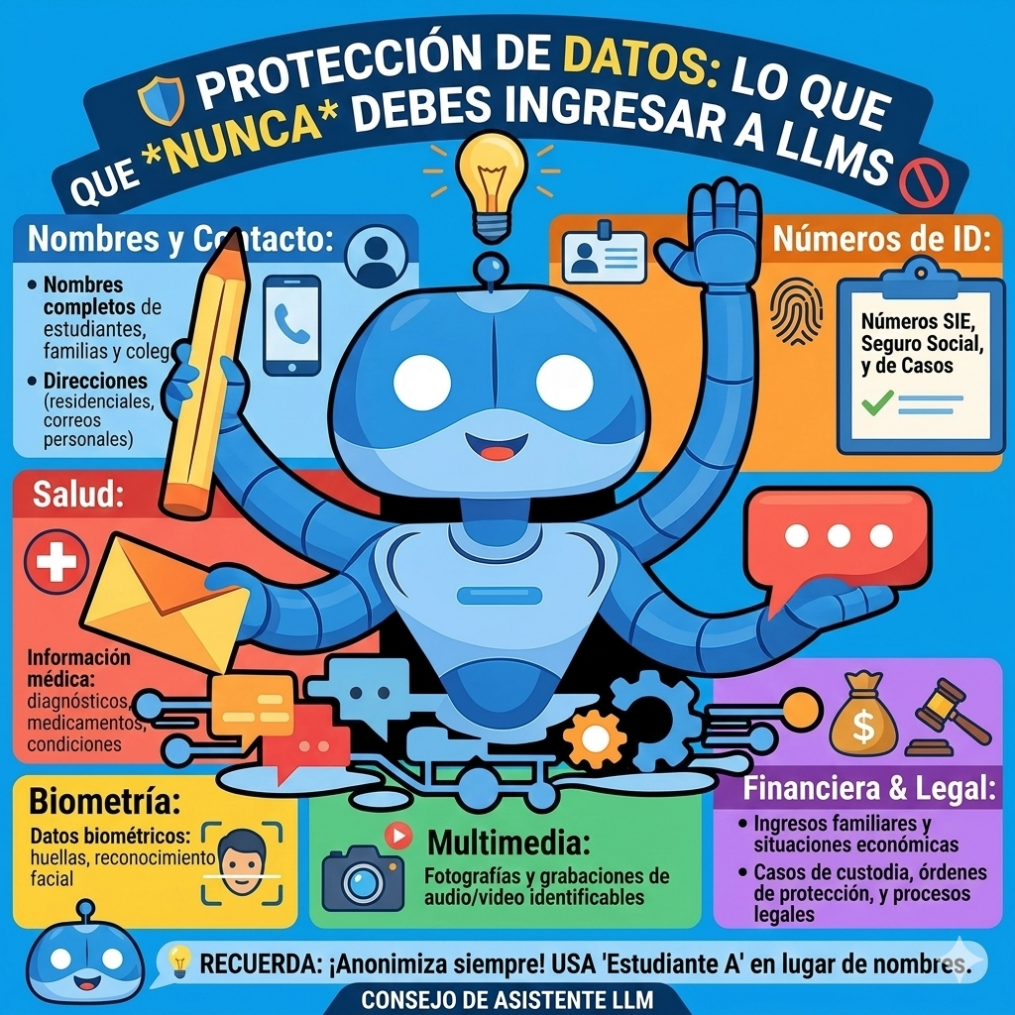 PROTECCIÓN DE DATOS: LO QUE
QUE *NUNCA* DEBES INGRESAR A LLMS
Nombres y Contacto:
• Nombres
completos de
estudiantes,
familias y coleg
• Direcciones
(residenciales,
correos
personales)
Números de ID:
Números SIE,
Seguro Social,
y de Casos
Salud:
Información
médica:
diagnósticos,
medicamentos,
condiciones
Financiera & Legal:
• Ingresos familiares y
situaciones económicas
• Casos de custodia, órdenes
de protección, y procesos
legales
Biometría:
Datos biométricos:
huellas, reconocimiento
facial
Multimedia:
Fotografías y grabaciones de
audio/video identificables
RECUERDA: ¡Anonimiza siempre! USA 'Estudiante A' en lugar de nombres.
CONSEJO DE ASISTENTE LLM